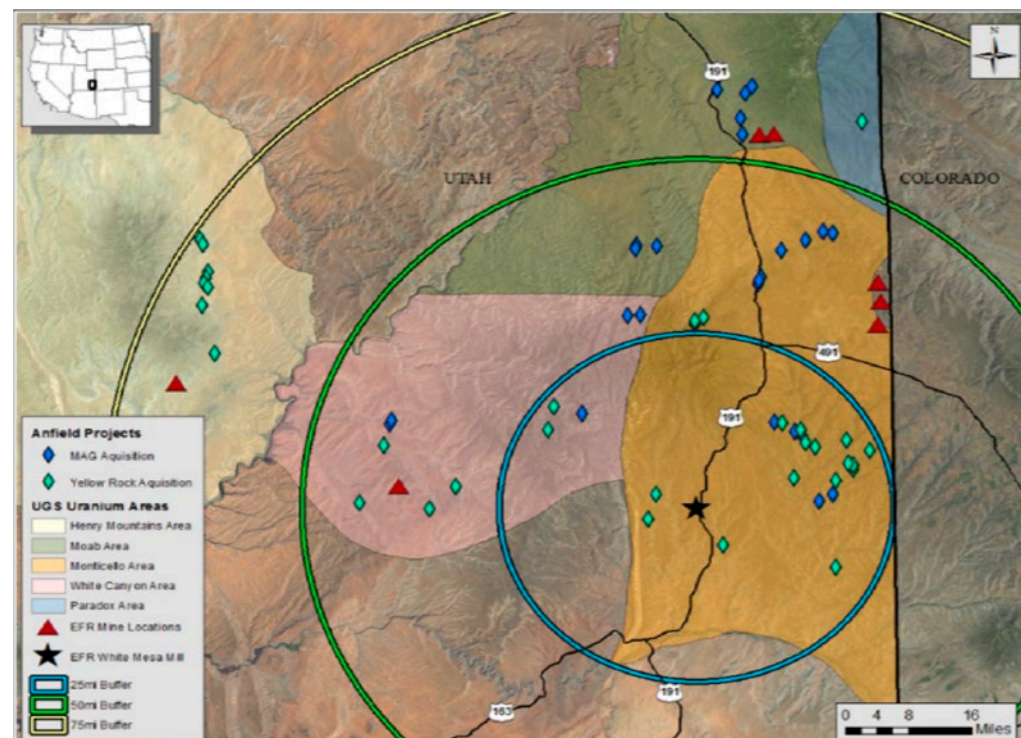 N
191
UTAH
COLORADO
491
191
Anfield Projects
MAG Aquisition
Yellow Rock Aquisition
UGS Uranium Areas
Henry Mountains Area
Moab Area
Monticello Area
White Canyon Area
Paradox Area
EFR Mine Locations
EFR White Mesa Mill
25mi Buffer
50mi Buffer
75mi Buffer
163
191
0 4 8 16
Miles